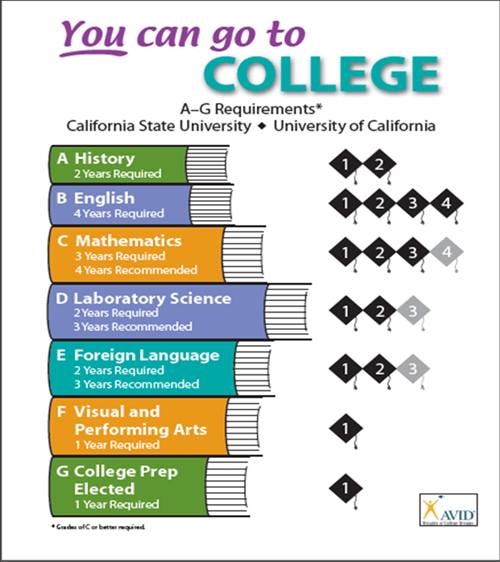 You can go to
COLLEGE
A–G Requirements*
California State University ◆ University of California
A History
2 Years Required
1 2
B English
4 Years Required
1 2 3 4
C Mathematics
3 Years Required
4 Years Recommended
1 2 3 4
D Laboratory Science
2 Years Required
3 Years Recommended
1 2 3
E Foreign Language
2 Years Required
3 Years Recommended
1 2 3
F Visual and
Performing Arts
1 Year Required
1
G College Prep
Elected
1 Year Required
1
* Grades of C or better required.
AVID